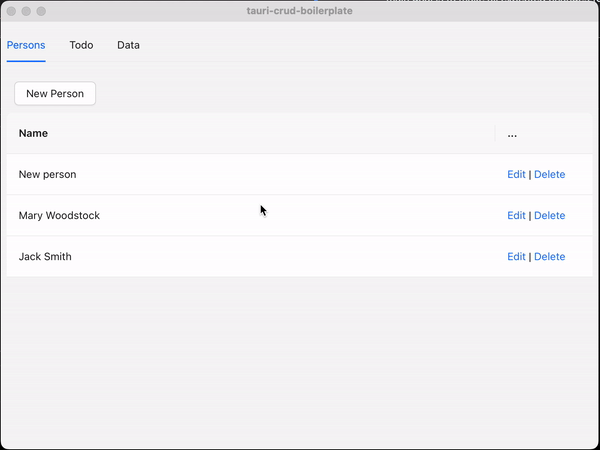 tauri-crud-boilerplate
Persons Todo Data
New Person
Name ...
New person Edit | Delete
Mary Woodstock Edit | Delete
Jack Smith Edit | Delete